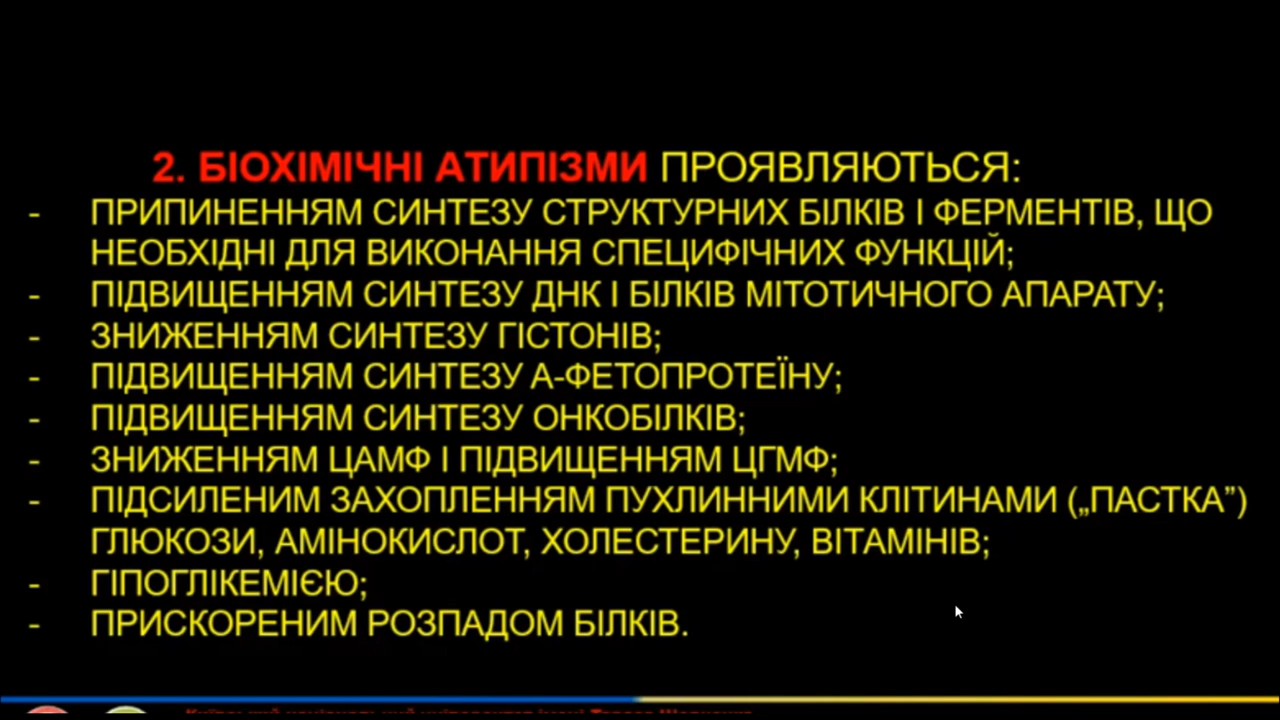 2. БІОХІМІЧНІ АТИПІЗМИ ПРОЯВЛЯЮТЬСЯ:
- ПРИПИНЕННЯМ СИНТЕЗУ СТРУКТУРНИХ БІЛКІВ І ФЕРМЕНТІВ, ЩО
НЕОБХІДНІ ДЛЯ ВИКОНАННЯ СПЕЦИФІЧНИХ ФУНКЦІЙ;
- ПІДВИЩЕННЯМ СИНТЕЗУ ДНК І БІЛКІВ МІТОТИЧНОГО АПАРАТУ;
- ЗНИЖЕННЯМ СИНТЕЗУ ГІСТОНІВ;
- ПІДВИЩЕННЯМ СИНТЕЗУ А-ФЕТОПРОТЕЇНУ;
- ПІДВИЩЕННЯМ СИНТЕЗУ ОНКОБІЛКІВ;
- ЗНИЖЕННЯМ ЦАМФ І ПІДВИЩЕННЯМ ЦГМФ;
- ПІДСИЛЕНИМ ЗАХОПЛЕННЯМ ПУХЛИННИМИ КЛІТИНАМИ („ПАСТКА”)
ГЛЮКОЗИ, АМІНОКИСЛОТ, ХОЛЕСТЕРИНУ, ВІТАМІНІВ;
- ГІПОГЛІКЕМІЄЮ;
- ПРИСКОРЕНИМ РОЗПАДОМ БІЛКІВ.